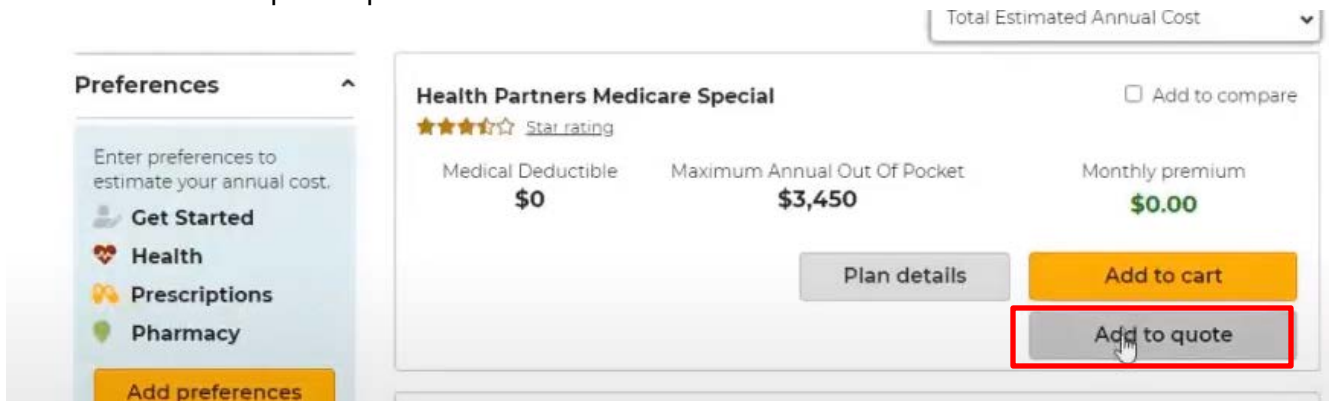 Total Estimated Annual Cost
Preferences
Enter preferences to
estimate your annual cost.
Get Started
Health
Prescriptions
Pharmacy
Add preferences
Health Partners Medicare Special
Add to compare
Star rating
Medical Deductible
$0
Maximum Annual Out Of Pocket
$3,450
Monthly premium
$0.00
Plan details
Add to cart
Add to quote